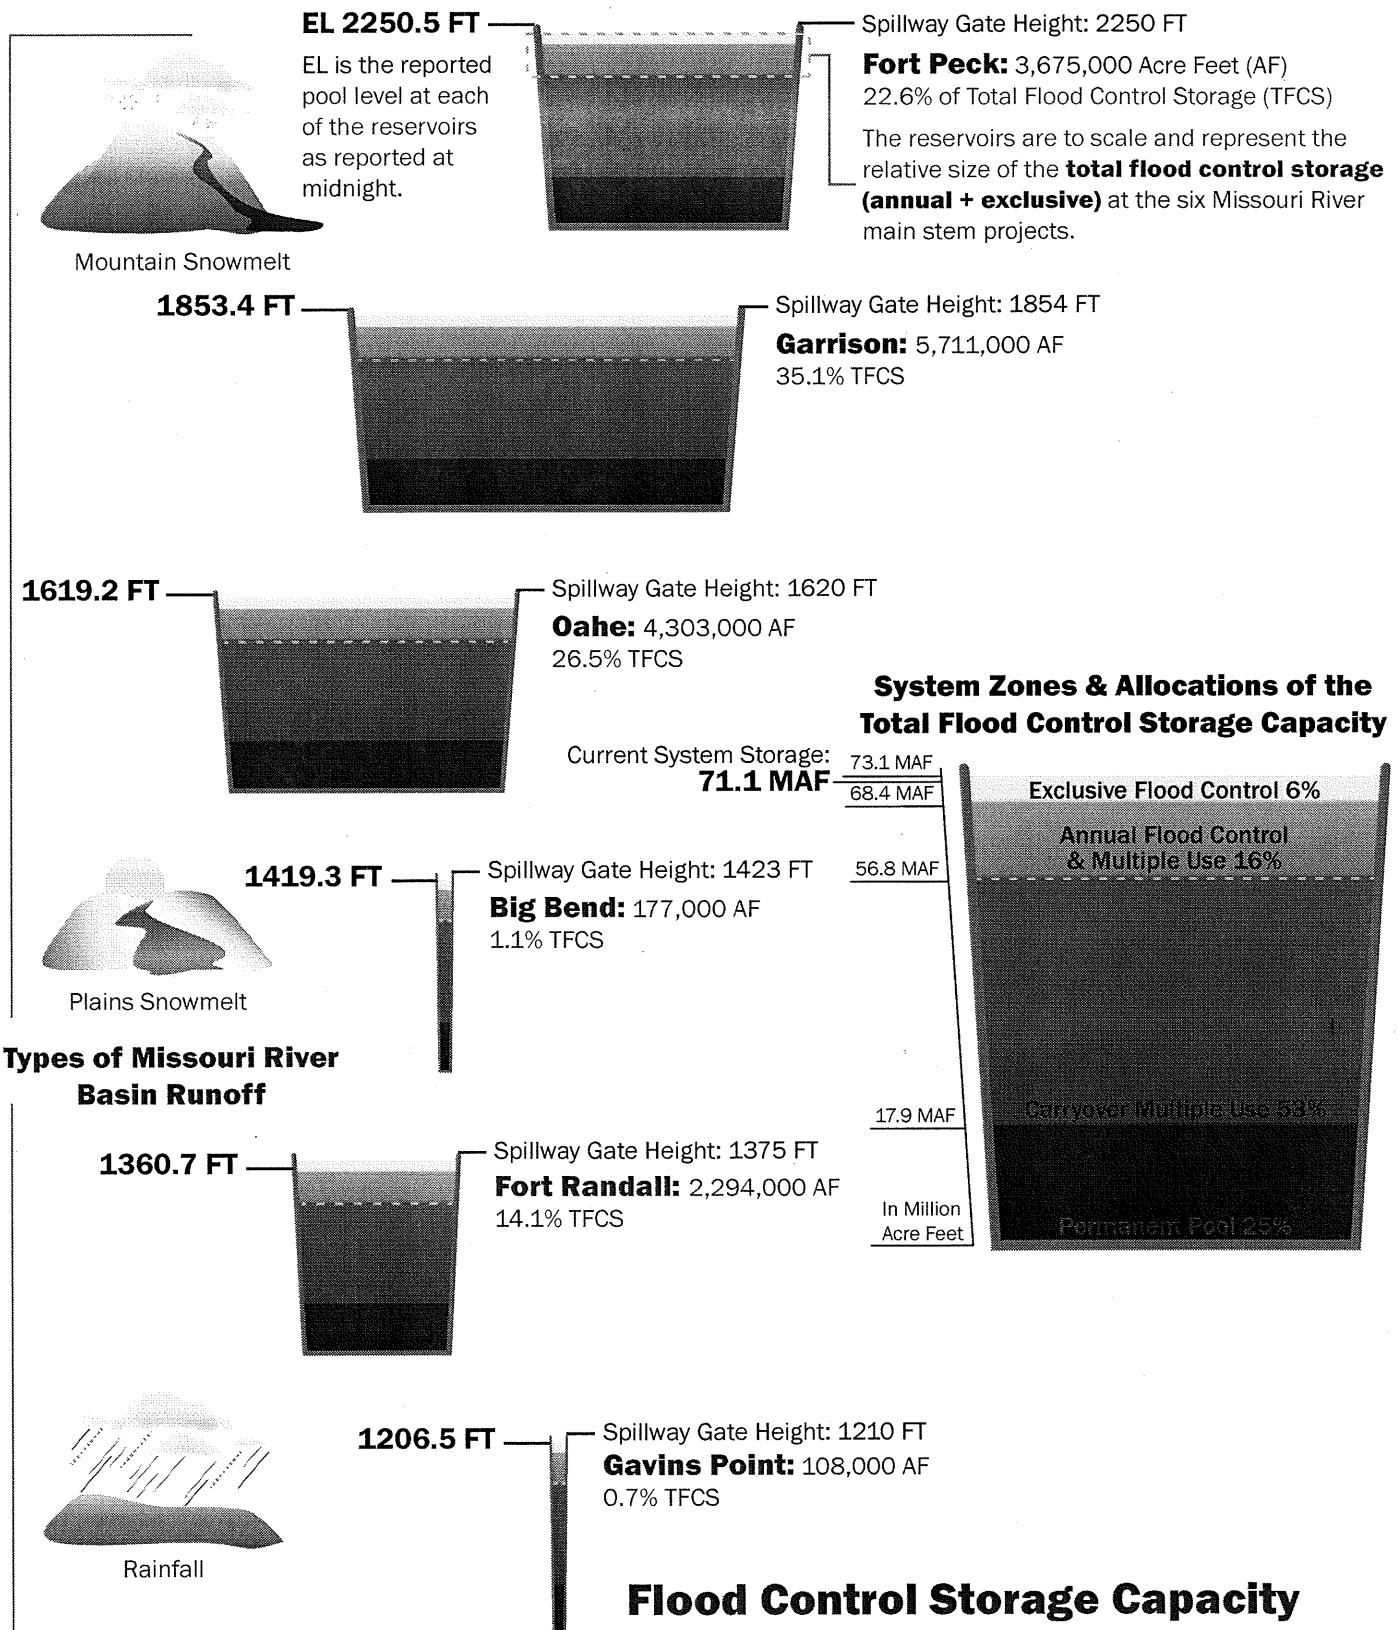 EL 2250.5 FT
EL is the reported
pool level at each
of the reservoirs
as reported at
midnight.
Spillway Gate Height: 2250 FT
Fort Peck: 3,675,000 Acre Feet (AF)
22.6% of Total Flood Control Storage (TFCS)
The reservoirs are to scale and represent the
relative size of the total flood control storage
(annual + exclusive) at the six Missouri River
main stem projects.
Mountain Snowmelt
1853.4 FT
Spillway Gate Height: 1854 FT
Garrison: 5,711,000 AF
35.1% TFCS
1619.2 FT
Spillway Gate Height: 1620 FT
Oahe: 4,303,000 AF
26.5% TFCS
System Zones & Allocations of the
Total Flood Control Storage Capacity
Current System Storage:
71.1 MAF
73.1 MAF
68.4 MAF
56.8 MAF
17.9 MAF
In Million
Acre Feet
Exclusive Flood Control 6%
Annual Flood Control
& Multiple Use 16%
Carryover Multiple Use 53%
Permanent Pool 25%
1419.3 FT
Spillway Gate Height: 1423 FT
Big Bend: 177,000 AF
1.1% TFCS
Plains Snowmelt
Types of Missouri River
Basin Runoff
1360.7 FT
Spillway Gate Height: 1375 FT
Fort Randall: 2,294,000 AF
14.1% TFCS
1206.5 FT
Spillway Gate Height: 1210 FT
Gavins Point: 108,000 AF
0.7% TFCS
Rainfall
Flood Control Storage Capacity